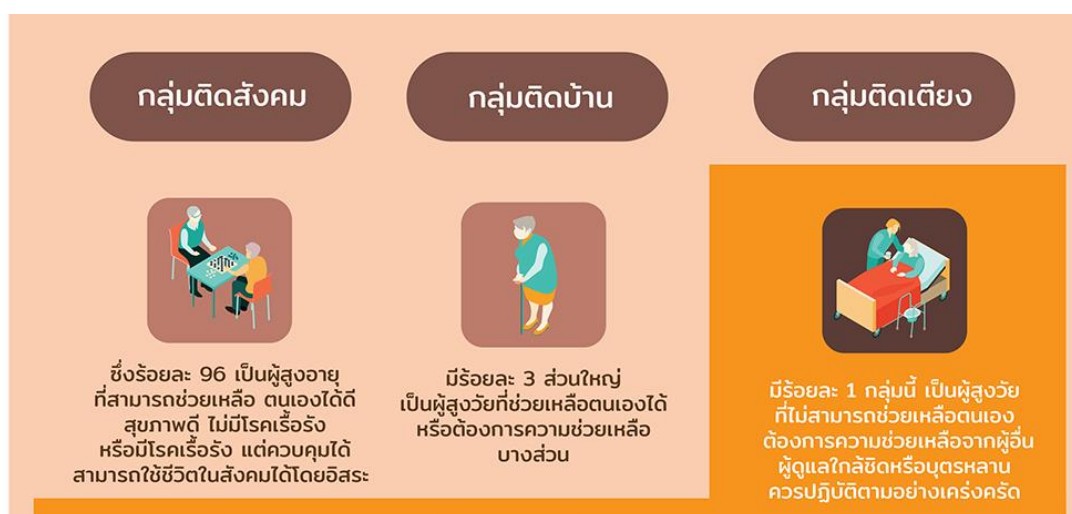 กลุ่มติดสังคม
ซึ่งร้อยละ 96 เป็นผู้สูงอายุ
ที่สามารถช่วยเหลือ ตนเองได้ดี
สุขภาพดี ไม่มีโรคเรื้อรัง
หรือมีโรคเรื้อรัง แต่ควบคุมได้
สามารถใช้ชีวิตในสังคมได้โดยอิสระ
กลุ่มติดบ้าน
มีร้อยละ 3 ส่วนใหญ่
เป็นผู้สูงวัยที่ช่วยเหลือตนเองได้
หรือต้องการความช่วยเหลือ
บางส่วน
กลุ่มติดเตียง
มีร้อยละ 1 กลุ่มนี้ เป็นผู้สูงวัย
ที่ไม่สามารถช่วยเหลือตนเอง
ต้องการความช่วยเหลือจากผู้อื่น
ผู้ดูแลใกล้ชิดหรือบุตรหลาน
ควรปฏิบัติตามอย่างเคร่งครัด